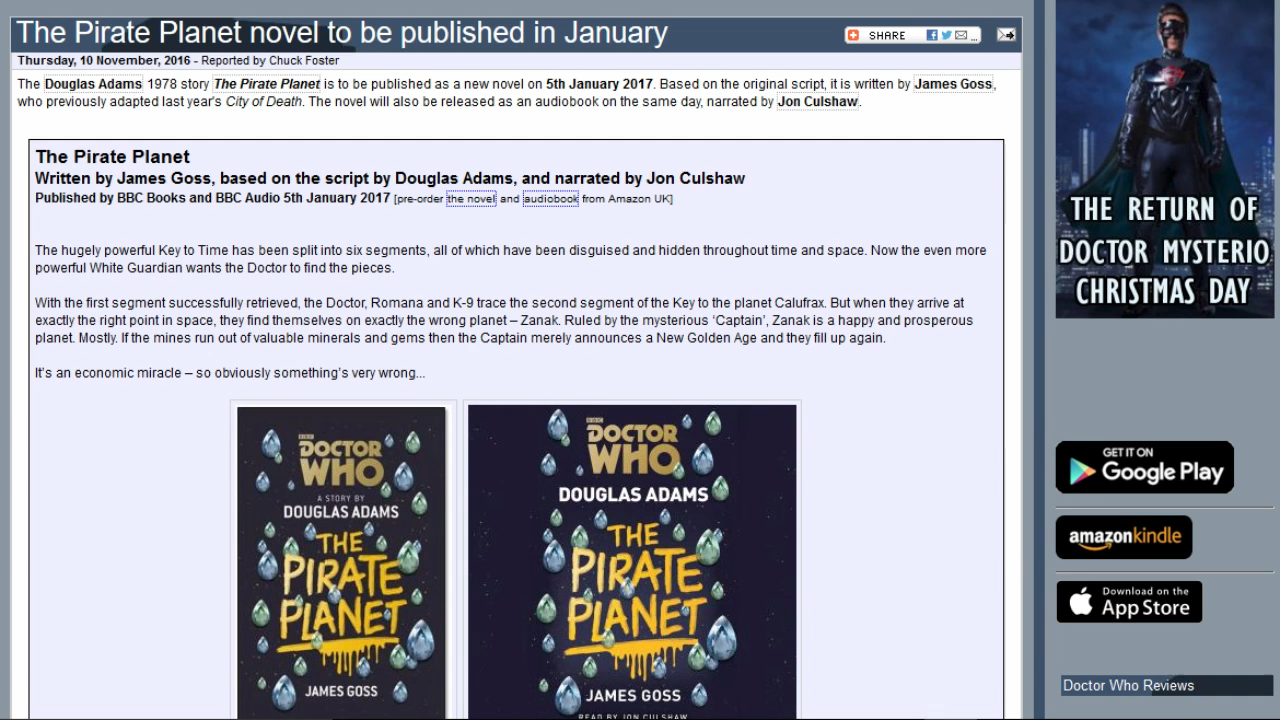 The Pirate Planet novel to be published in January
SHARE
...
Thursday, 10 November, 2016 - Reported by Chuck Foster
The Douglas Adams 1978 story The Pirate Planet is to be published as a new novel on 5th January 2017. Based on the original script, it is written by James Goss,
who previously adapted last year's City of Death. The novel will also be released as an audiobook on the same day, narrated by Jon Culshaw.
The Pirate Planet
Written by James Goss, based on the script by Douglas Adams, and narrated by Jon Culshaw
Published by BBC Books and BBC Audio 5th January 2017 [pre-order the novel and audiobook from Amazon UK]
The hugely powerful Key to Time has been split into six segments, all of which have been disguised and hidden throughout time and space. Now the even more
powerful White Guardian wants the Doctor to find the pieces.
With the first segment successfully retrieved, the Doctor, Romana and K-9 trace the second segment of the Key to the planet Calufrax. But when they arrive at
exactly the right point in space, they find themselves on exactly the wrong planet – Zanak. Ruled by the mysterious ‘Captain’, Zanak is a happy and prosperous
planet. Mostly. If the mines run out of valuable minerals and gems then the Captain merely announces a New Golden Age and they fill up again.
It’s an economic miracle – so obviously something’s very wrong...
BBC
DOCTOR
WHO
A STORY BY
DOUGLAS ADAMS
THE
PIRATE
PLANET
JAMES GOSS
BBC
DOCTOR
WHO
DOUGLAS ADAMS
THE
PIRATE
PLANET
JAMES GOSS
READ BY JON CULSHAW
THE RETURN OF
DOCTOR MYSTERIO
CHRISTMAS DAY
GET IT ON
Google Play
amazonkindle
Download on the
App Store
Doctor Who Reviews